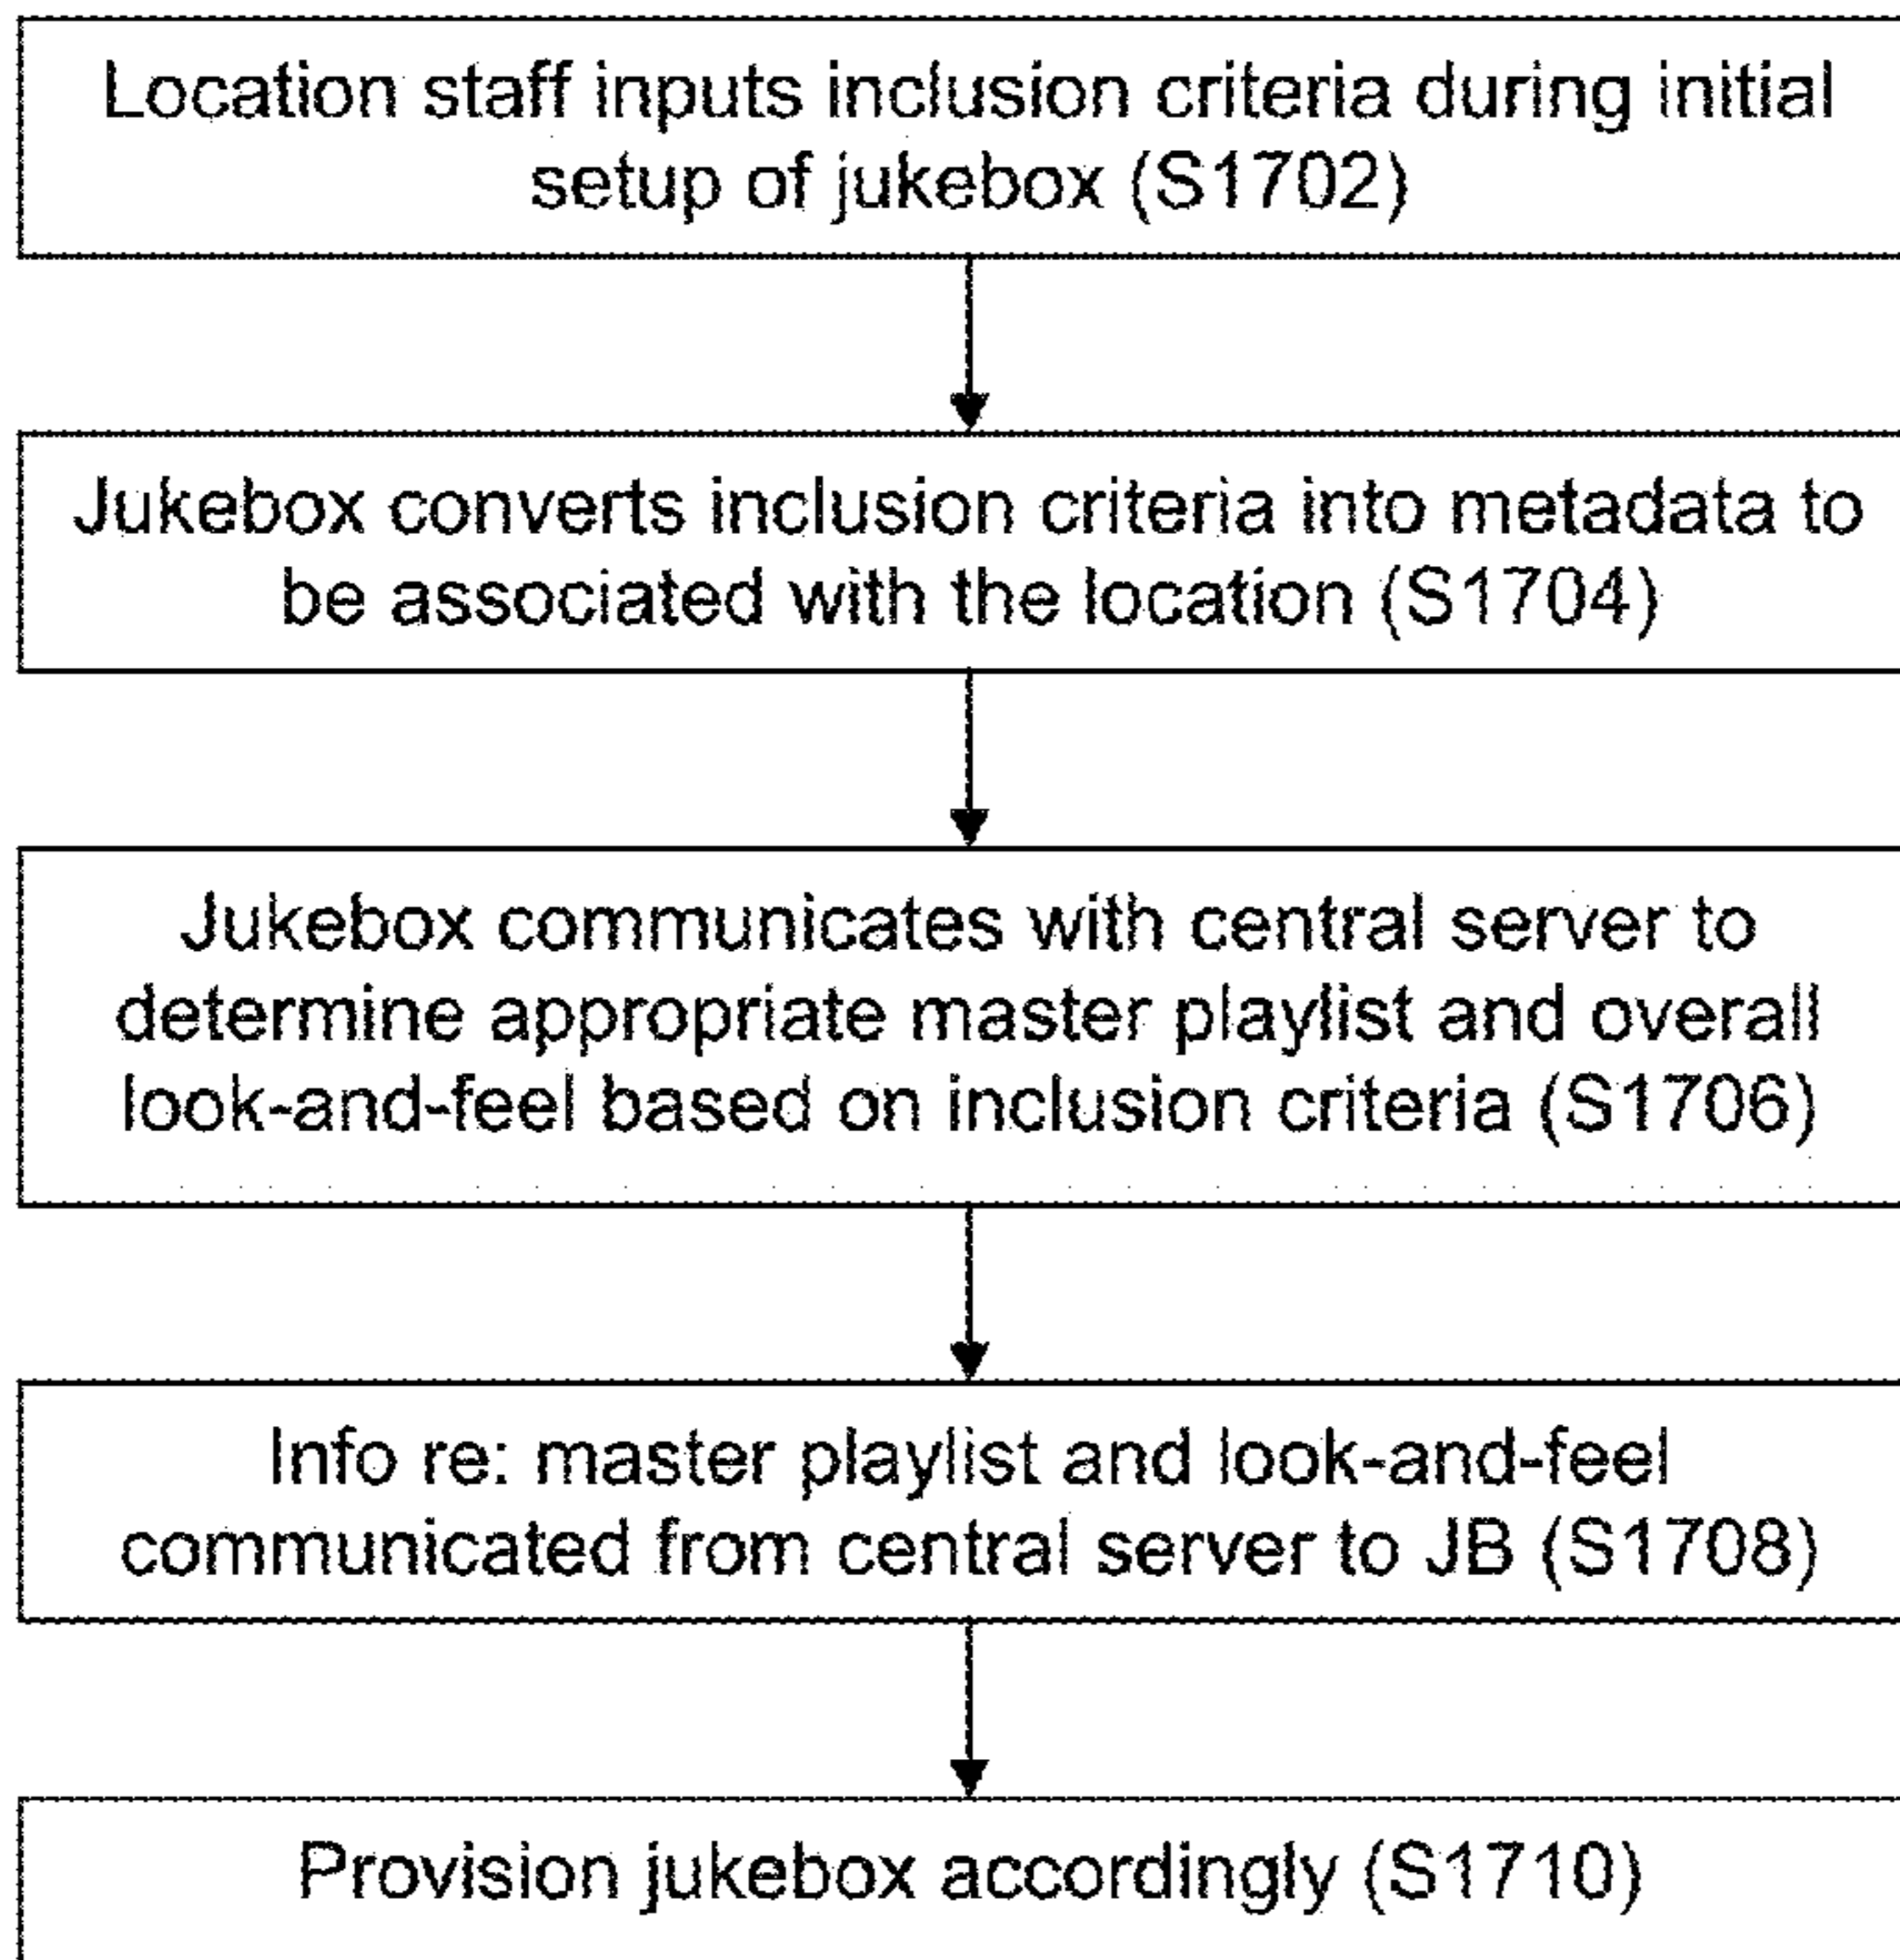 Location staff inputs inclusion criteria during initial
setup of jukebox (S1702)
Jukebox converts inclusion criteria into metadata to
be associated with the location (S1704)
Jukebox communicates with central server to
determine appropriate master playlist and overall
look-and-feel based on inclusion criteria (S1706)
Info re: master playlist and look-and-feel
communicated from central server to JB (S1708)
Provision jukebox accordingly (S1710)